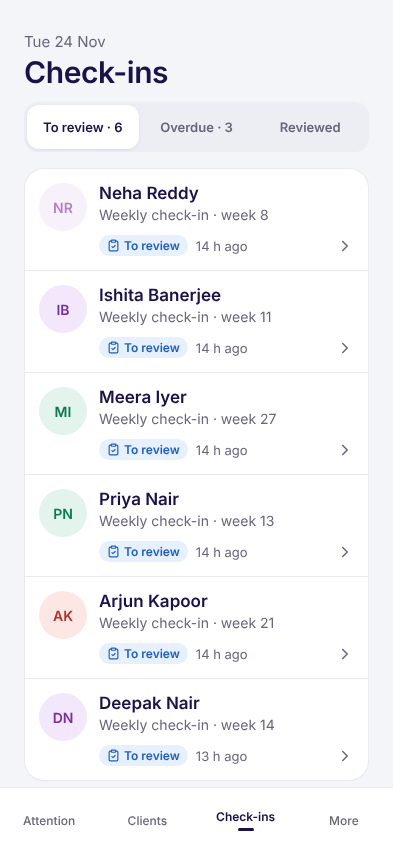 Tue 24 Nov
Check-ins
To review · 6
Overdue · 3
Reviewed
NR
Neha Reddy
Weekly check-in · week 8
To review 14 h ago
IB
Ishita Banerjee
Weekly check-in · week 11
To review 14 h ago
MI
Meera Iyer
Weekly check-in · week 27
To review 14 h ago
PN
Priya Nair
Weekly check-in · week 13
To review 14 h ago
AK
Arjun Kapoor
Weekly check-in · week 21
To review 14 h ago
DN
Deepak Nair
Weekly check-in · week 14
To review 13 h ago
Attention
Clients
Check-ins
More